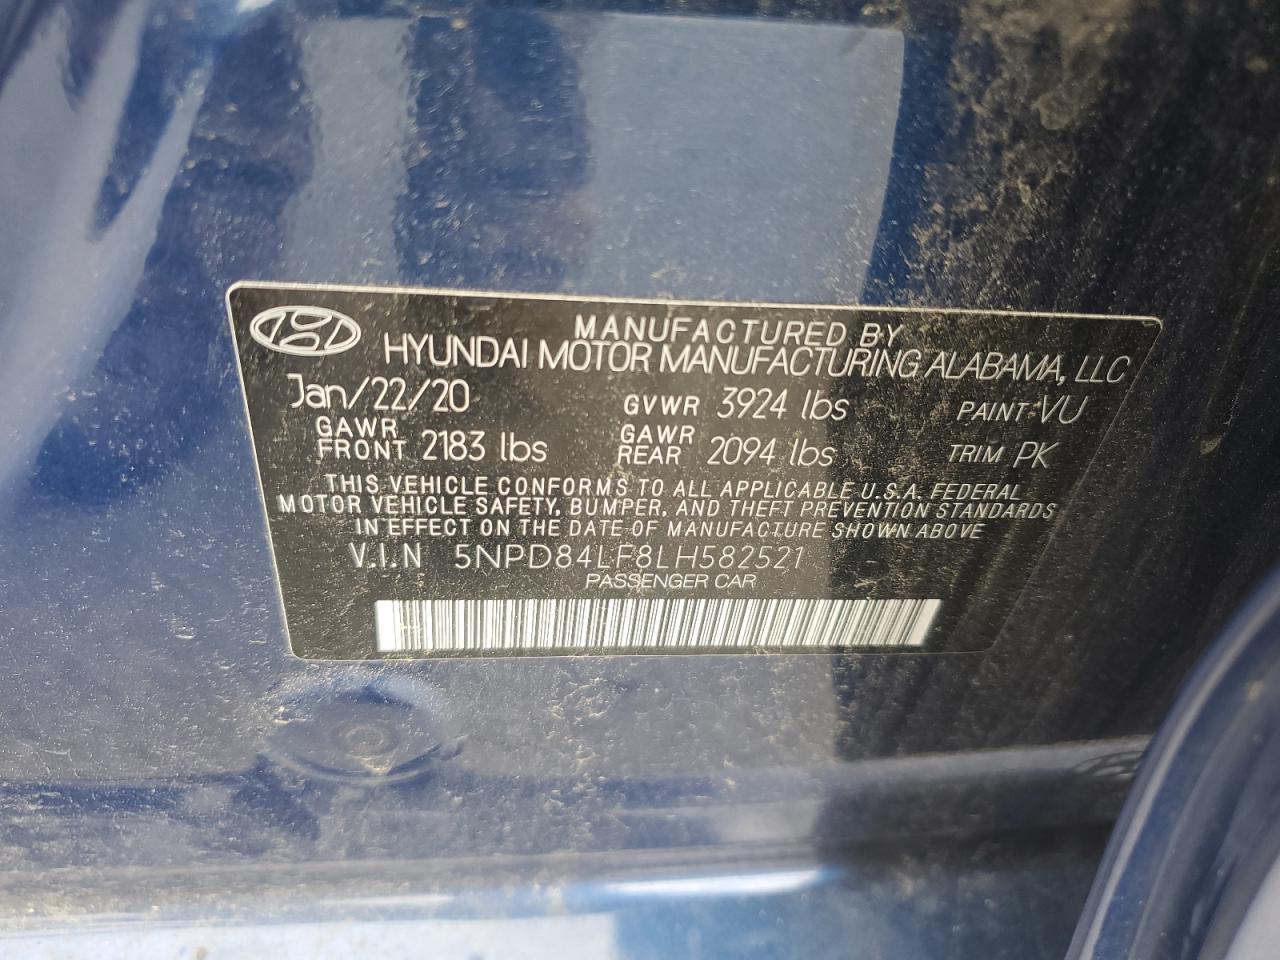 MANUFACTURED BY
HYUNDAI MOTOR MANUFACTURING ALABAMA, LLC
Jan/22/20 GVWR 3924 lbs PAINT VU
GAWR FRONT 2183 lbs GAWR REAR 2094 lbs TRIM PK
THIS VEHICLE CONFORMS TO ALL APPLICABLE U.S.A. FEDERAL
MOTOR VEHICLE SAFETY, BUMPER, AND THEFT PREVENTION STANDARDS
IN EFFECT ON THE DATE OF MANUFACTURE SHOWN ABOVE
V.I.N 5NPD84LF8LH582521
PASSENGER CAR